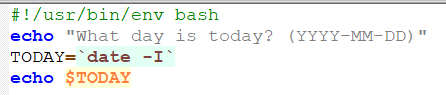 #!/usr/bin/env bash
echo "What day is today? (YYYY-MM-DD)"
TODAY=`date -I`
echo $TODAY